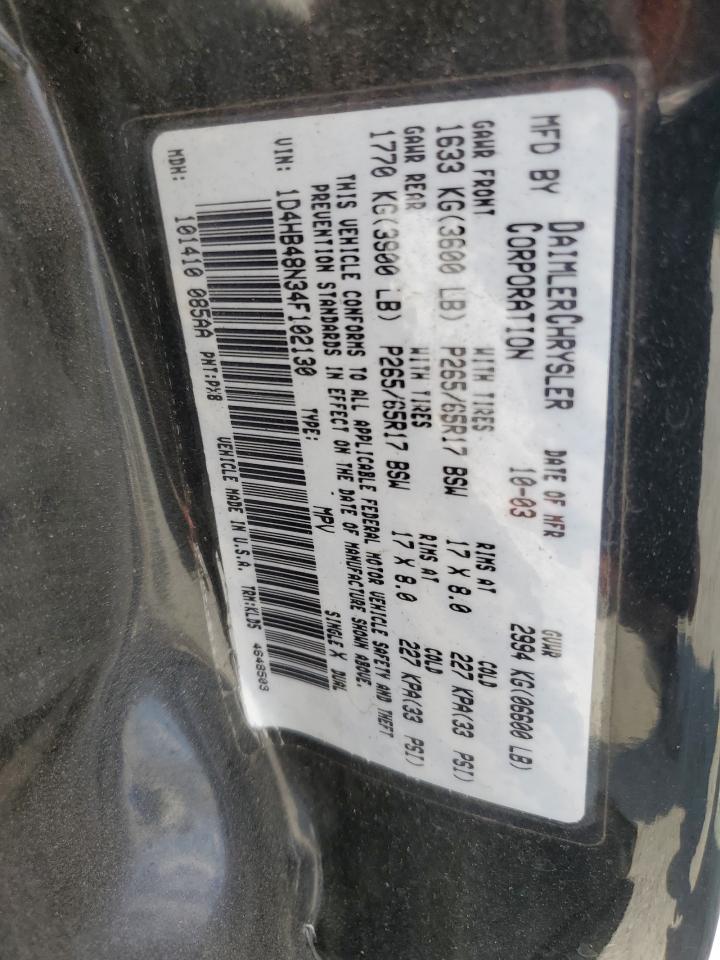 MFD BY DAIMLERCHRYSLER CORPORATION DATE OF MFR 10-03 GVWR 2994 KG(06600 LB)
GAWR FRONT WITH TIRES RIMS AT COLD
1633 KG(3600 LB) P265/65R17 BSW 17 X 8.0 227 KPA(33 PSI)
GAWR REAR WITH TIRES RIMS AT COLD
1770 KG(3900 LB) P265/65R17 BSW 17 X 8.0 227 KPA(33 PSI)
THIS VEHICLE CONFORMS TO ALL APPLICABLE FEDERAL MOTOR VEHICLE SAFETY AND THEFT
PREVENTION STANDARDS IN EFFECT ON THE DATE OF MANUFACTURE SHOWN ABOVE.
VIN: 1D4HB48N34F102130 TYPE: MPV SINGLE X DUAL
MDH: 101410 085AA PNT:PX8 VEHICLE MADE IN U.S.A. TRM:KLDS 4648503